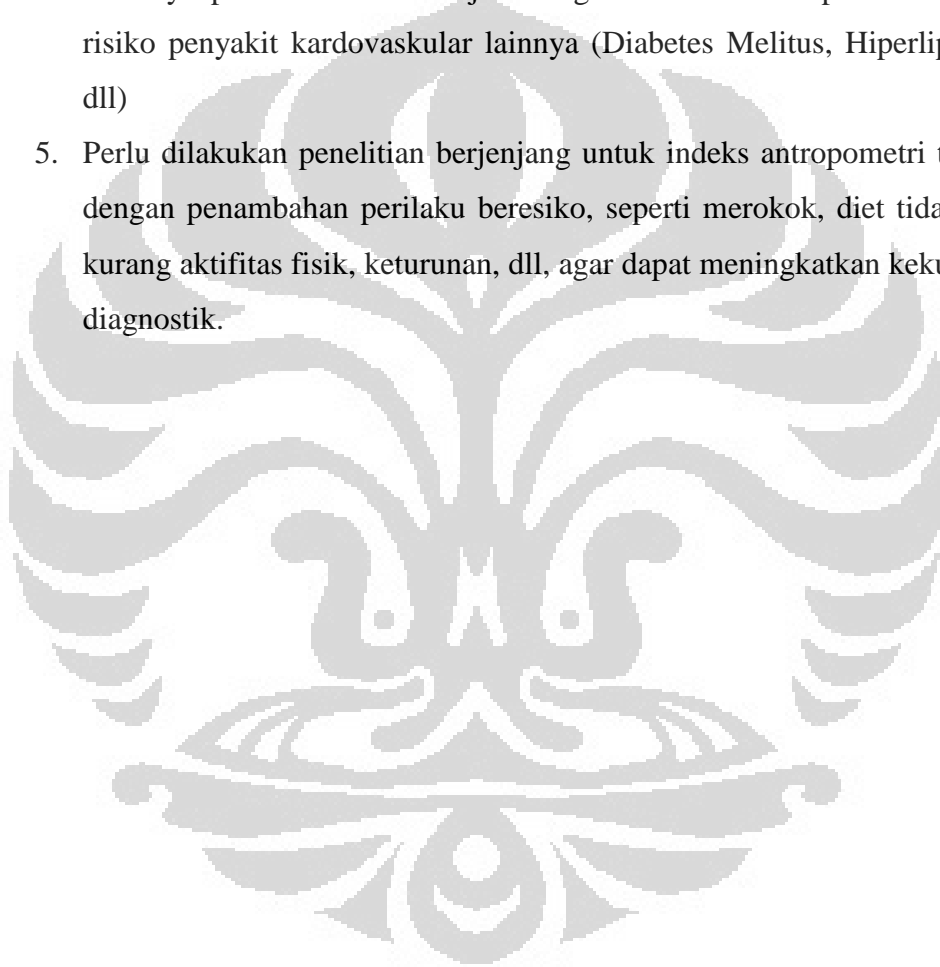 risiko penyakit kardovaskular lainnya (Diabetes Melitus,
dll)
5. Perlu dilakukan penelitian berjenjang untuk indeks antropometri
dengan penambahan perilaku beresiko, seperti merokok, diet
kurang aktifitas fisik, keturunan, dll, agar dapat meningkatkan
diagnostik.